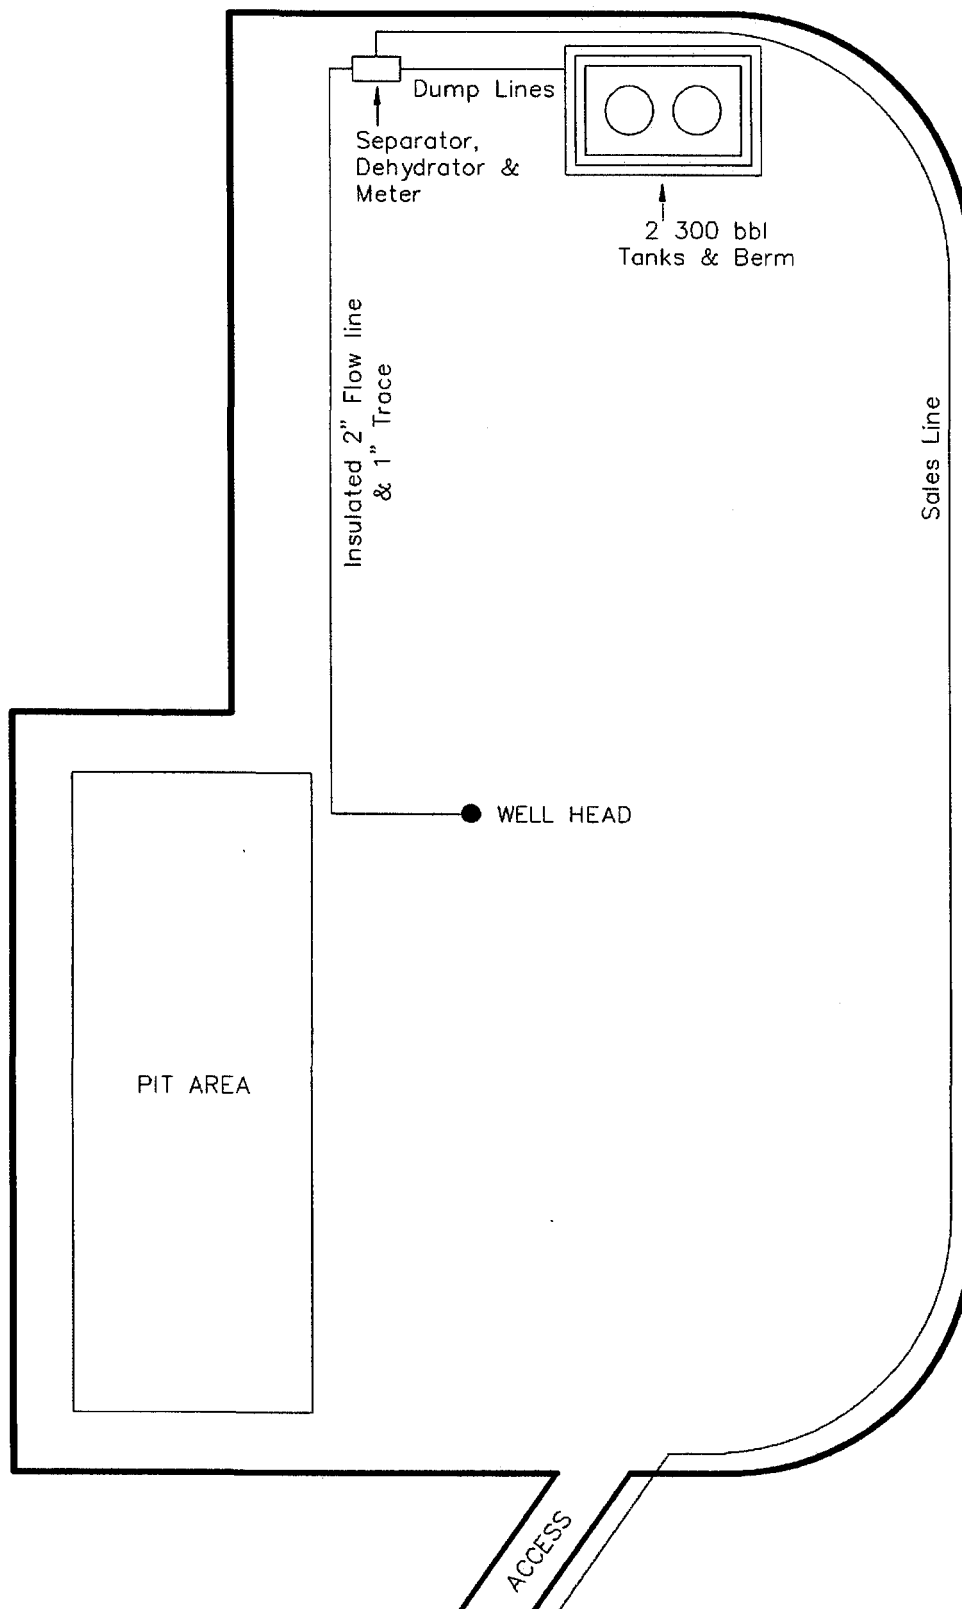 Dump Lines
Separator,
Dehydrator &
Meter
2 300 bbl
Tanks & Berm
Insulated 2" Flow line
& 1" Trace
Sales Line
WELL HEAD
PIT AREA
ACCESS